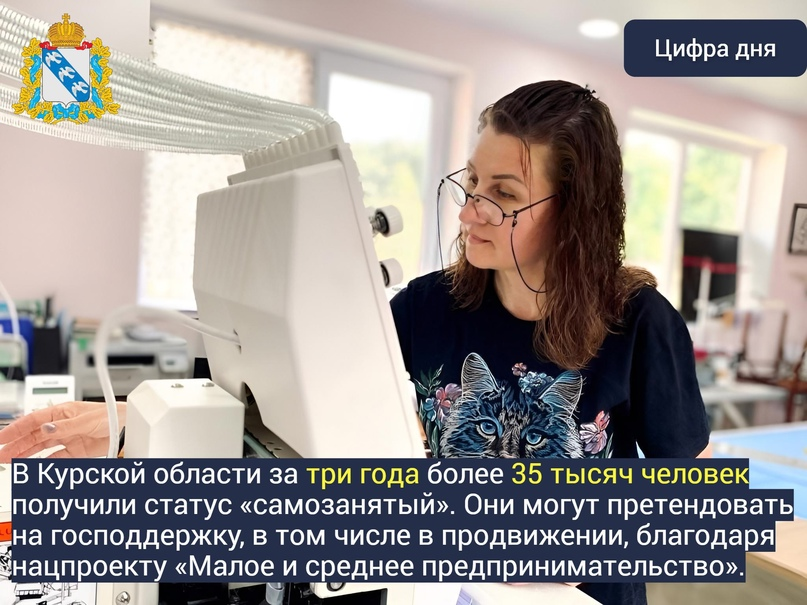 Цифра дня
В Курской области за три года более 35 тысяч человек
получили статус «самозанятый». Они могут претендовать
на господдержку, в том числе в продвижении, благодаря
нацпроекту «Малое и среднее предпринимательство».